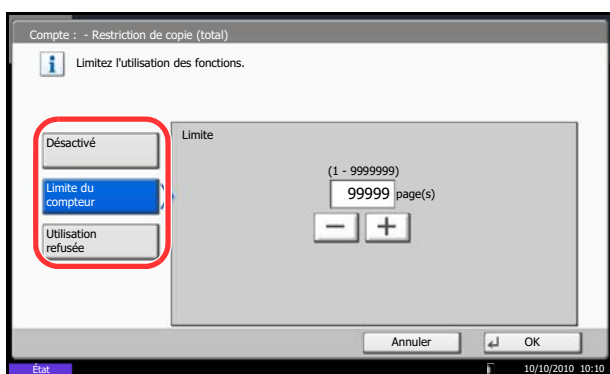 Compte : - Restriction de copie (total)
Limitez l'utilisation des fonctions.
Désactivé
Limite du
compteur
Utilisation
refusée
Limite
(1 - 9999999)
99999 page(s)
Annuler
OK
État
10/10/2010 10:10